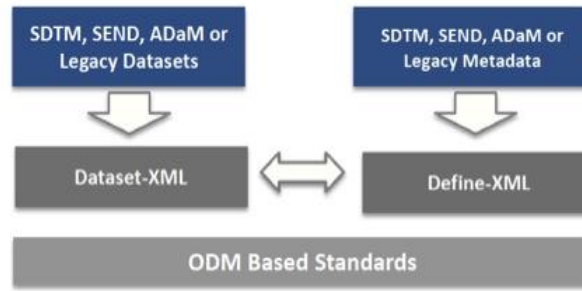 SDTM, SEND, ADaM or
Legacy Datasets
SDTM, SEND, ADaM or
Legacy Metadata
Dataset-XML
Define-XML
ODM Based Standards